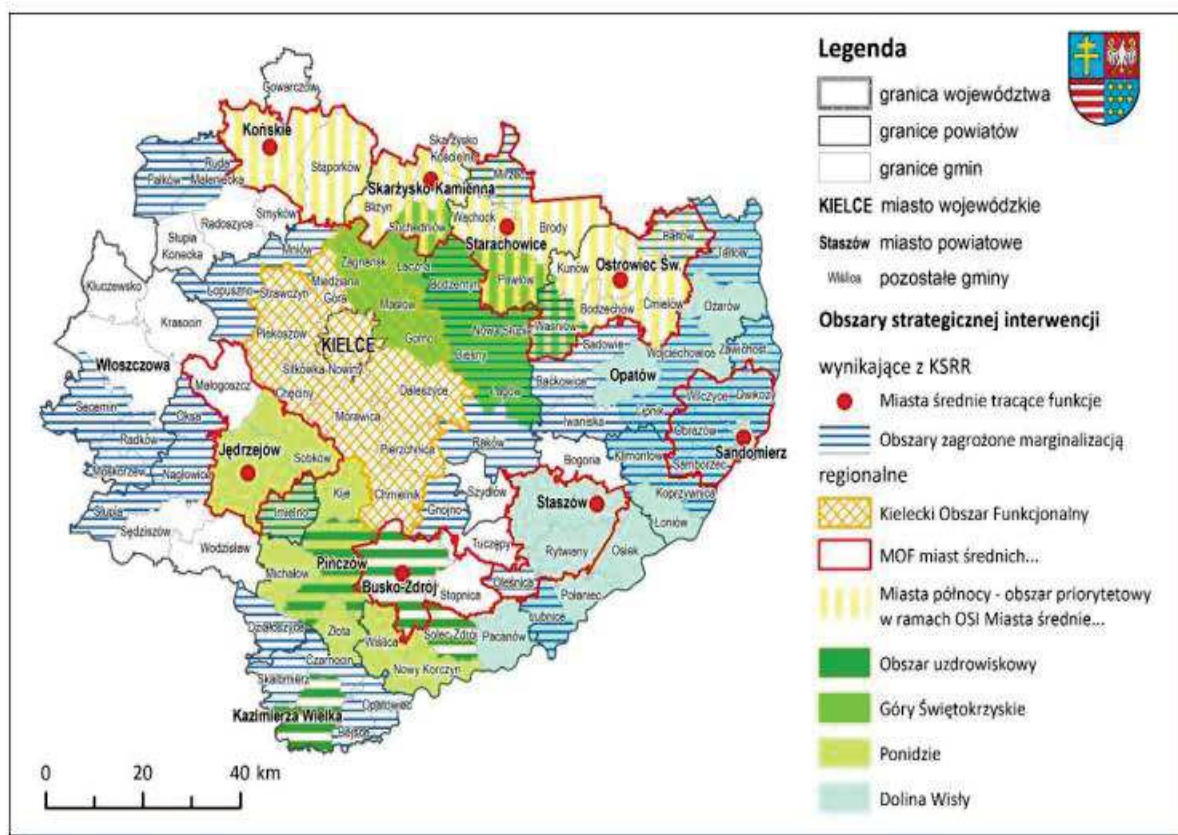 Gowarczów
Końskie
Stąporków
Skarżysko
Kościelne
Ruda
Maleniecka
Fałków
Skarżysko-Kamienna
Mirzec
Bliżyn
Smyków
Radoszyce
Suchedniów
Wąchock
Brody
Starachowice
Słupia
Konecka
Mniów
Zagnańsk
Łączna
Bodzentyn
Pawłów
Kunów
Ostrowiec Św.
Bałtów
Tarłów
Kluczewsko
Łopuszno
Strawczyn
Miedziana
Góra
Masłów
Bodzechów
Ćmielów
Ożarów
Krasocin
Piekoszów
KIELCE
Górno
Nowa Słupia
Waśniów
Sadowie
Wojciechowice
Zawichost
Włoszczowa
Sitkówka-Nowiny
Bieliny
Baćkowice
Opatów
Małogoszcz
Chęciny
Daleszyce
Łagów
Wilczyce
Dwikozy
Secemin
Oksa
Morawica
Iwaniska
Lipnik
Obrazów
Sandomierz
Radków
Jędrzejów
Sobków
Pierzchnica
Raków
Bogoria
Klimontów
Samborzec
Moskorzew
Nagłowice
Kije
Chmielnik
Szydłów
Staszów
Koprzywnica
Słupia
Imielno
Gnojno
Łoniów
Sędziszów
Wodzisław
Tuczępy
Rytwiany
Osiek
Michałów
Pińczów
Busko-Zdrój
Stopnica
Oleśnica
Połaniec
Działoszyce
Złota
Wiślica
Solec-Zdrój
Pacanów
Łubnice
Czarnocin
Nowy Korczyn
Skalbmierz
Kazimierza Wielka
Opatowiec
Bejsce
0 20 40 km
Legenda
granica województwa
granice powiatów
granice gmin
KIELCE miasto wojewódzkie
Staszów miasto powiatowe
Wiślica pozostałe gminy
Obszary strategicznej interwencji
wynikające z KSRR
Miasta średnie tracące funkcje
Obszary zagrożone marginalizacją
regionalne
Kielecki Obszar Funkcjonalny
MOF miast średnich...
Miasta północy - obszar priorytetowy
w ramach OSI Miasta średnie...
Obszar uzdrowiskowy
Góry Świętokrzyskie
Ponidzie
Dolina Wisły